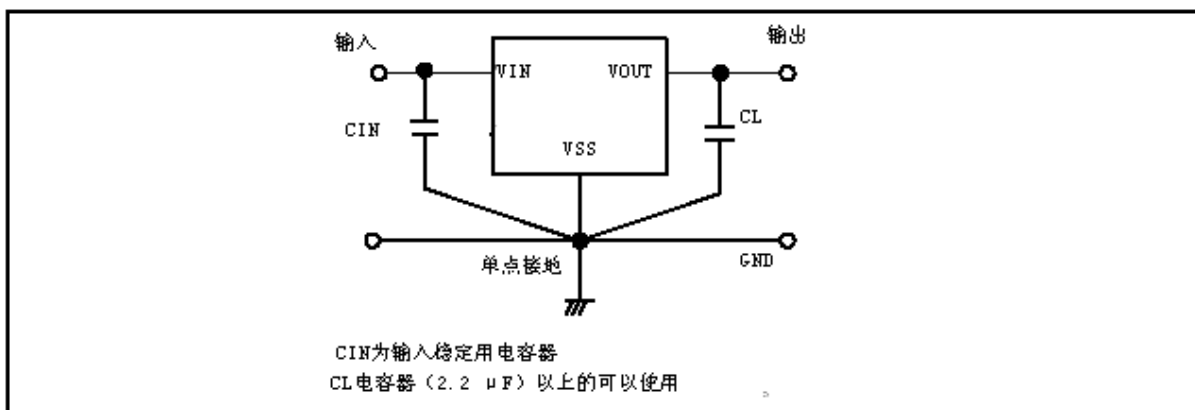 输入
输出
VIN
VOUT
CIN
CL
VSS
单点接地
GND
CIN为输入稳定用电容器
CL电容器（2.2 μF）以上的可以使用